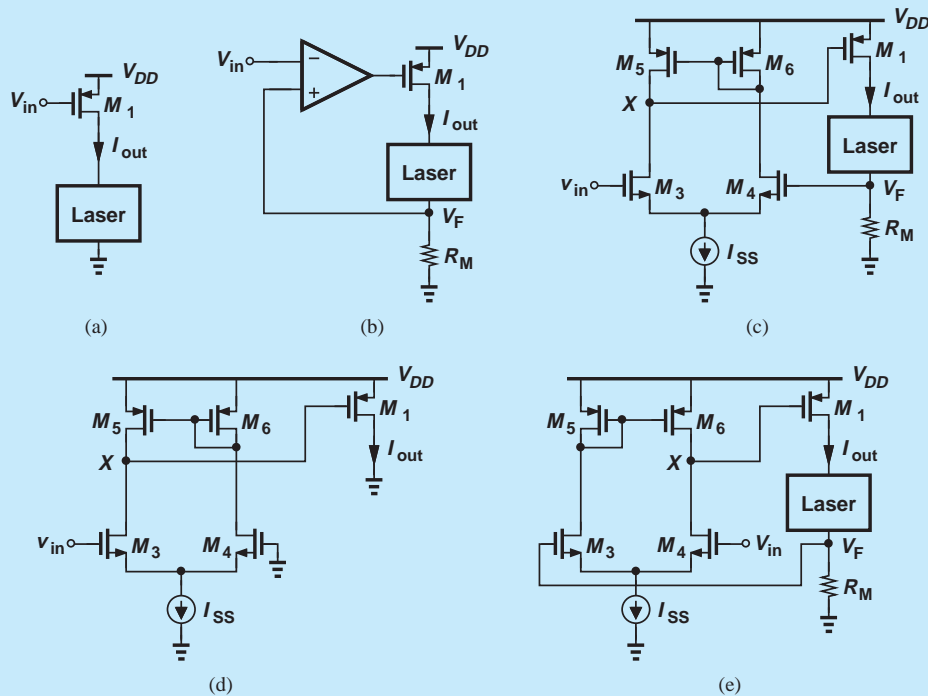 V_DD
V_in
M_1
I_out
Laser
(a)
V_in
−
+
V_DD
M_1
I_out
Laser
V_F
R_M
(b)
V_DD
M_5
M_6
M_1
X
I_out
Laser
v_in
M_3
M_4
V_F
R_M
I_SS
(c)
V_DD
M_5
M_6
M_1
X
I_out
v_in
M_3
M_4
I_SS
(d)
V_DD
M_5
M_6
M_1
X
I_out
Laser
M_3
M_4
V_in
V_F
R_M
I_SS
(e)